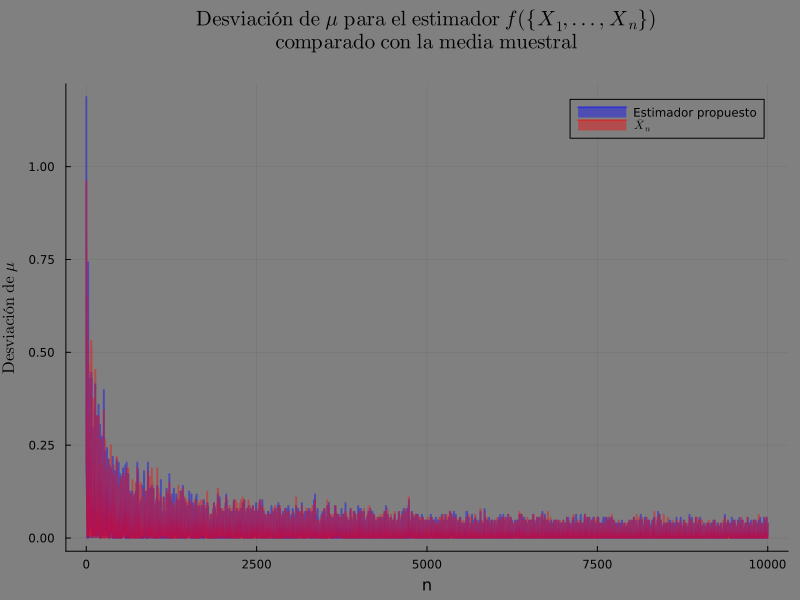 Desviación de μ para el estimador f({X₁, . . . , Xₙ})
comparado con la media muestral
Estimador propuesto
X̄ₙ
Desviación de μ
1.00
0.75
0.50
0.25
0.00
0 2500 5000 7500 10000
n